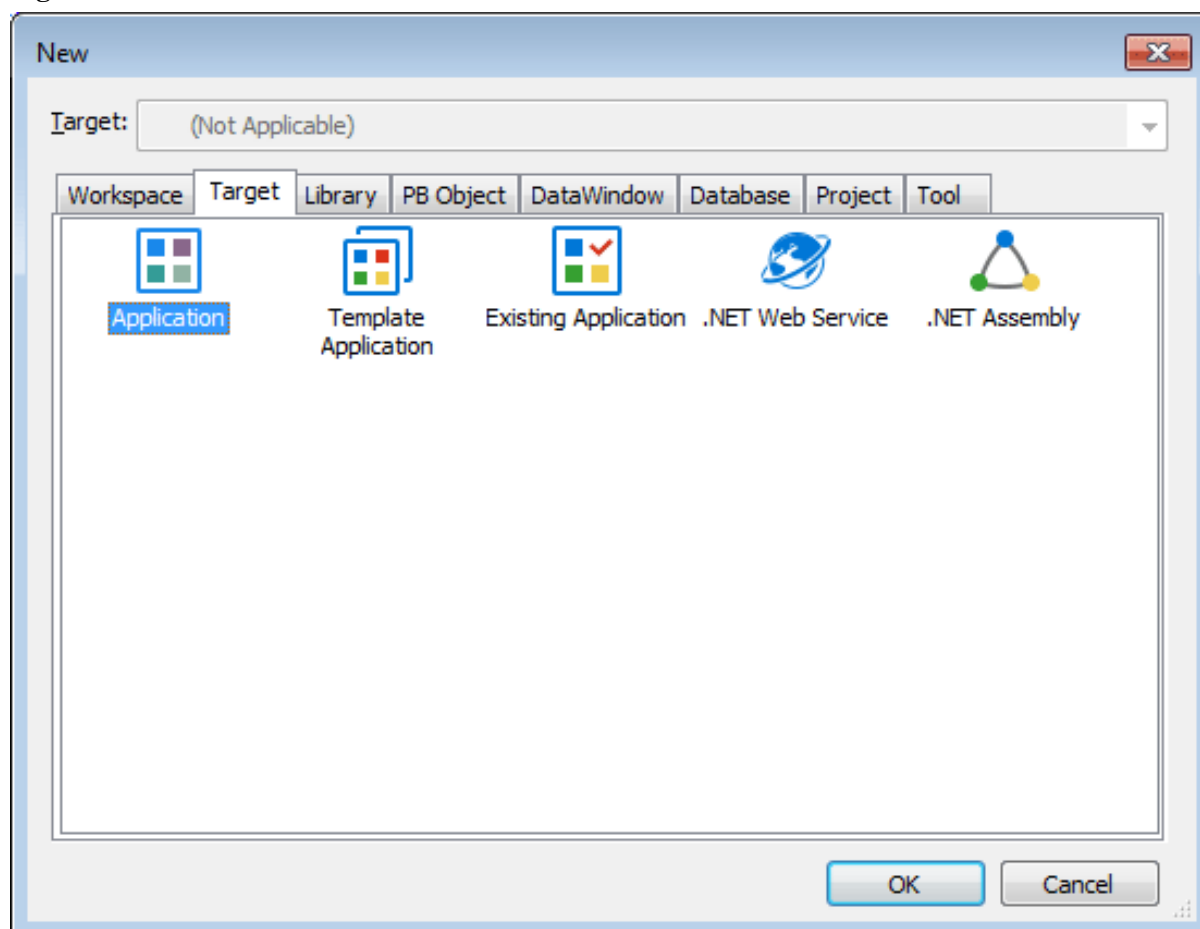 New
Target: (Not Applicable)
Workspace Target Library PB Object DataWindow Database Project Tool
Application Template Application Existing Application .NET Web Service .NET Assembly
OK Cancel